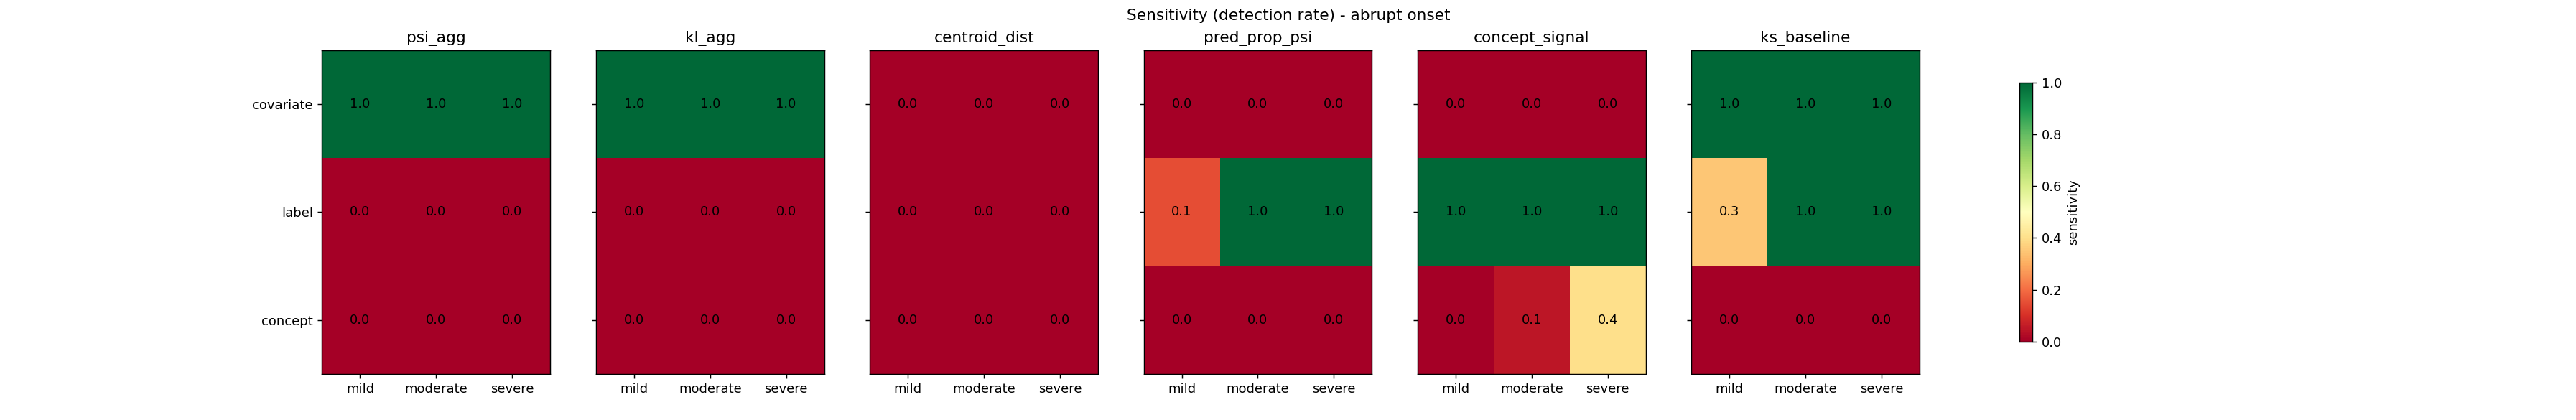 Sensitivity (detection rate) - abrupt onset
psi_agg kl_agg centroid_dist pred_prop_psi concept_signal ks_baseline
covariate 1.0 1.0 1.0 1.0 1.0 1.0 0.0 0.0 0.0 0.0 0.0 0.0 0.0 0.0 0.0 1.0 1.0 1.0
label 0.0 0.0 0.0 0.0 0.0 0.0 0.0 0.0 0.0 0.1 1.0 1.0 1.0 1.0 1.0 0.3 1.0 1.0
concept 0.0 0.0 0.0 0.0 0.0 0.0 0.0 0.0 0.0 0.0 0.0 0.0 0.0 0.1 0.4 0.0 0.0 0.0
mild moderate severe mild moderate severe mild moderate severe mild moderate severe mild moderate severe mild moderate severe
1.0
0.8
0.6
0.4
0.2
0.0
sensitivity